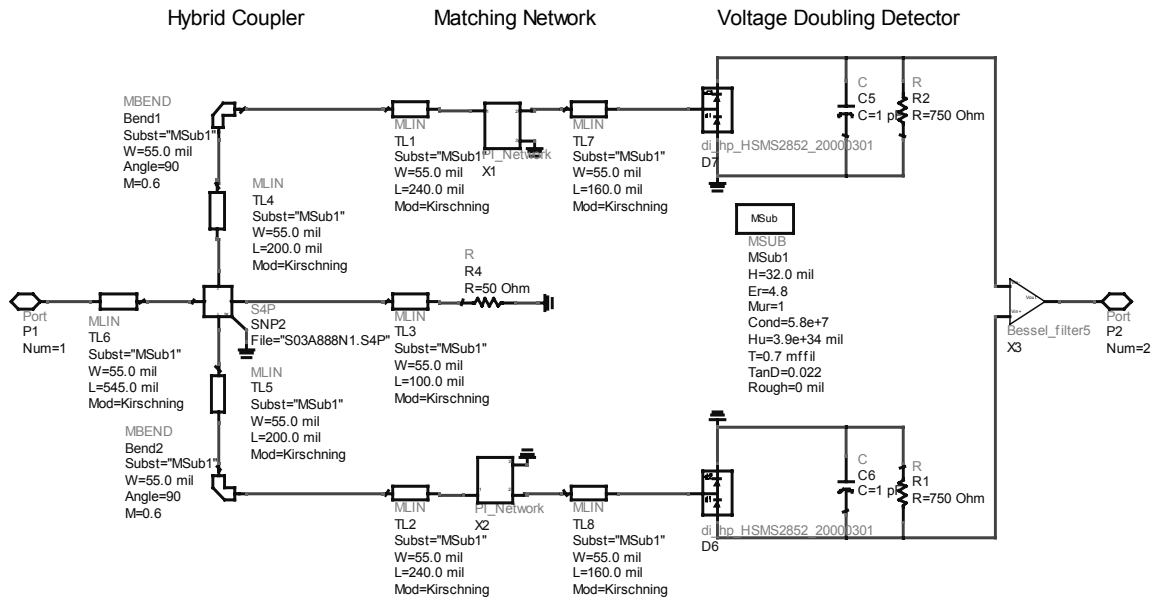 Hybrid Coupler
Matching Network
Voltage Doubling Detector
MBEND
Bend1
Subst="MSub1"
W=55.0 mil
Angle=90
M=0.6
MLIN
TL4
Subst="MSub1"
W=55.0 mil
L=200.0 mil
Mod=Kirschning
MLIN
TL1
Subst="MSub1"
W=55.0 mil
L=240.0 mil
Mod=Kirschning
PI_Network
X1
MLIN
TL7
Subst="MSub1"
W=55.0 mil
L=160.0 mil
Mod=Kirschning
di_hp_HSMS2852_20000301
D7
C
C5
C=1 pF
R
R2
R=750 Ohm
Port
P1
Num=1
MLIN
TL6
Subst="MSub1"
W=55.0 mil
L=545.0 mil
Mod=Kirschning
S4P
SNP2
File="S03A888N1.S4P"
MLIN
TL3
Subst="MSub1"
W=55.0 mil
L=100.0 mil
Mod=Kirschning
R
R4
R=50 Ohm
MSub
MSUB
MSub1
H=32.0 mil
Er=4.8
Mur=1
Cond=5.8e+7
Hu=3.9e+34 mil
T=0.7 mil
TanD=0.022
Rough=0 mil
Bessel_filter5
X3
Port
P2
Num=2
MLIN
TL5
Subst="MSub1"
W=55.0 mil
L=200.0 mil
Mod=Kirschning
MBEND
Bend2
Subst="MSub1"
W=55.0 mil
Angle=90
M=0.6
MLIN
TL2
Subst="MSub1"
W=55.0 mil
L=240.0 mil
Mod=Kirschning
PI_Network
X2
MLIN
TL8
Subst="MSub1"
W=55.0 mil
L=160.0 mil
Mod=Kirschning
di_hp_HSMS2852_20000301
D6
C
C6
C=1 pF
R
R1
R=750 Ohm